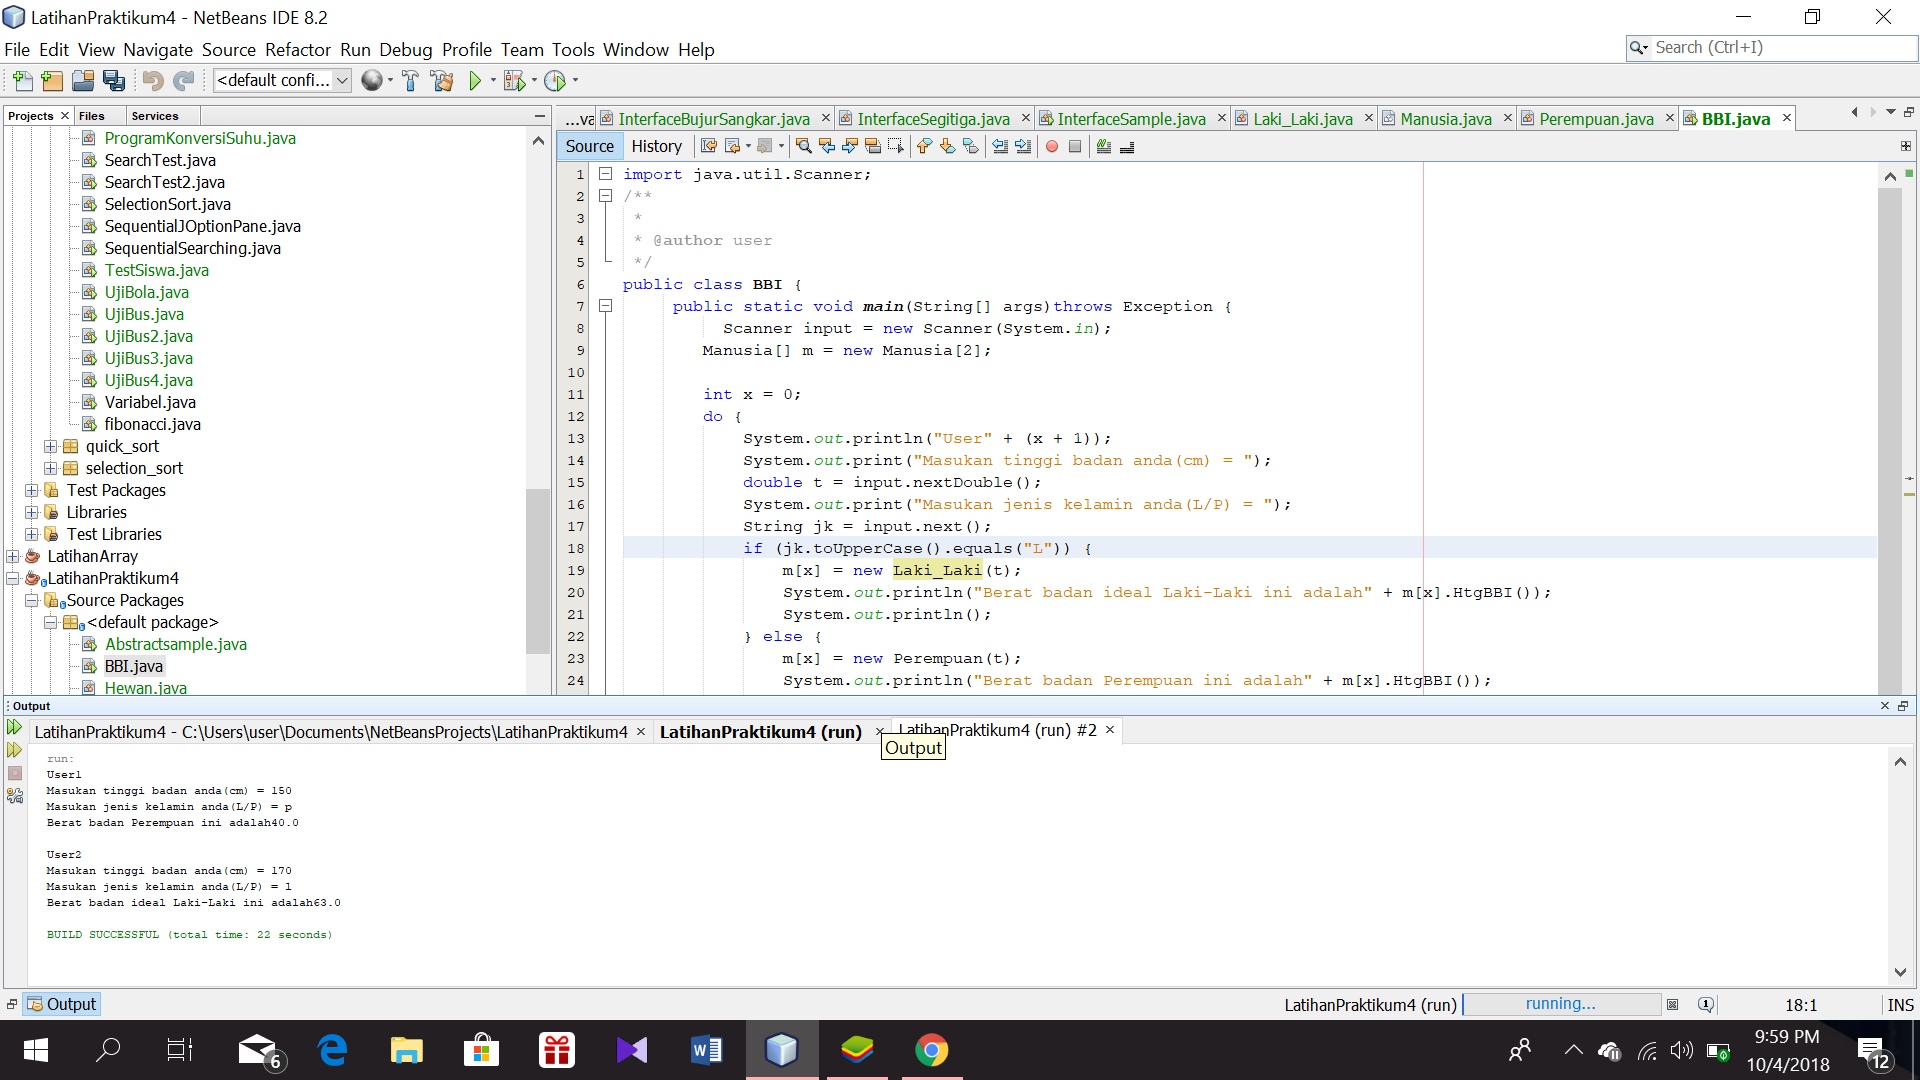 LatihanPraktikum4 - NetBeans IDE 8.2
File Edit View Navigate Source Refactor Run Debug Profile Team Tools Window Help
Search (Ctrl+I)
<default confi...
Projects
Files
Services
ProgramKonversiSuhu.java
SearchTest.java
SearchTest2.java
SelectionSort.java
SequentialJOptionPane.java
SequentialSearching.java
TestSiswa.java
UjiBola.java
UjiBus.java
UjiBus2.java
UjiBus3.java
UjiBus4.java
Variabel.java
fibonacci.java
quick_sort
selection_sort
Test Packages
Libraries
Test Libraries
LatihanArray
LatihanPraktikum4
Source Packages
<default package>
Abstractsample.java
BBI.java
Hewan.java
...va InterfaceBujurSangkar.java InterfaceSegitiga.java InterfaceSample.java Laki_Laki.java Manusia.java Perempuan.java BBI.java
Source History
1 import java.util.Scanner;
2 /**
3 *
4 * @author user
5 */
6 public class BBI {
7 public static void main(String[] args)throws Exception {
8 Scanner input = new Scanner(System.in);
9 Manusia[] m = new Manusia[2];
10
11 int x = 0;
12 do {
13 System.out.println("User" + (x + 1));
14 System.out.print("Masukan tinggi badan anda(cm) = ");
15 double t = input.nextDouble();
16 System.out.print("Masukan jenis kelamin anda(L/P) = ");
17 String jk = input.next();
18 if (jk.toUpperCase().equals("L")) {
19 m[x] = new Laki_Laki(t);
20 System.out.println("Berat badan ideal Laki-Laki ini adalah" + m[x].HtgBBI());
21 System.out.println();
22 } else {
23 m[x] = new Perempuan(t);
24 System.out.println("Berat badan Perempuan ini adalah" + m[x].HtgBBI());
Output
LatihanPraktikum4 - C:\Users\user\Documents\NetBeansProjects\LatihanPraktikum4
LatihanPraktikum4 (run)
LatihanPraktikum4 (run) #2
Output
run:
User1
Masukan tinggi badan anda(cm) = 150
Masukan jenis kelamin anda(L/P) = p
Berat badan Perempuan ini adalah40.0
User2
Masukan tinggi badan anda(cm) = 170
Masukan jenis kelamin anda(L/P) = l
Berat badan ideal Laki-Laki ini adalah63.0
BUILD SUCCESSFUL (total time: 22 seconds)
Output
LatihanPraktikum4 (run)
running...
18:1
INS
6
9:59 PM
10/4/2018
12